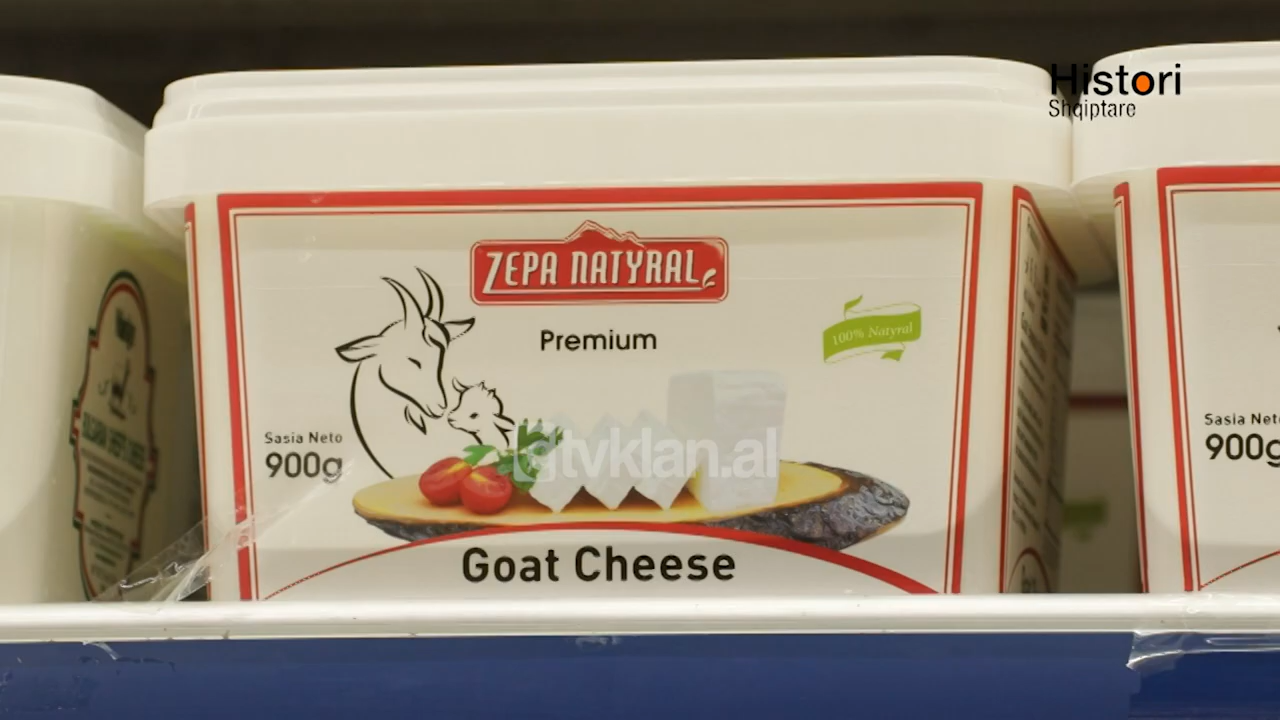 Histori
Shqiptare
ZEPA NATYRAL
Premium
100% Natyral
Sasia Neto
900g
tvklan.al
Goat Cheese
Sasia Neto
900g